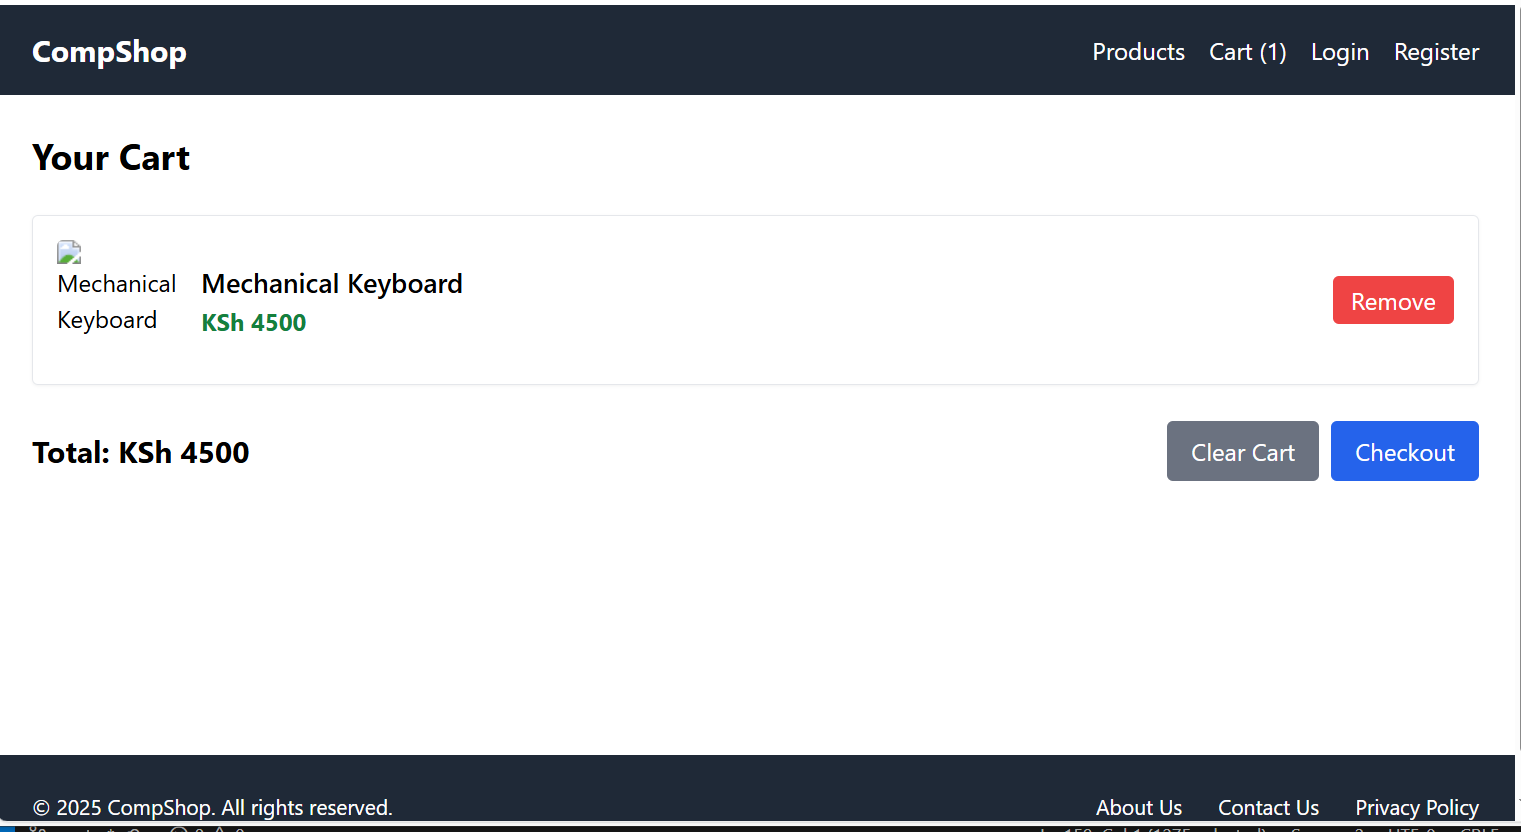 CompShop
Products Cart (1) Login Register
Your Cart
Mechanical
Keyboard
Mechanical Keyboard
KSh 4500
Remove
Total: KSh 4500
Clear Cart Checkout
© 2025 CompShop. All rights reserved.
About Us Contact Us Privacy Policy